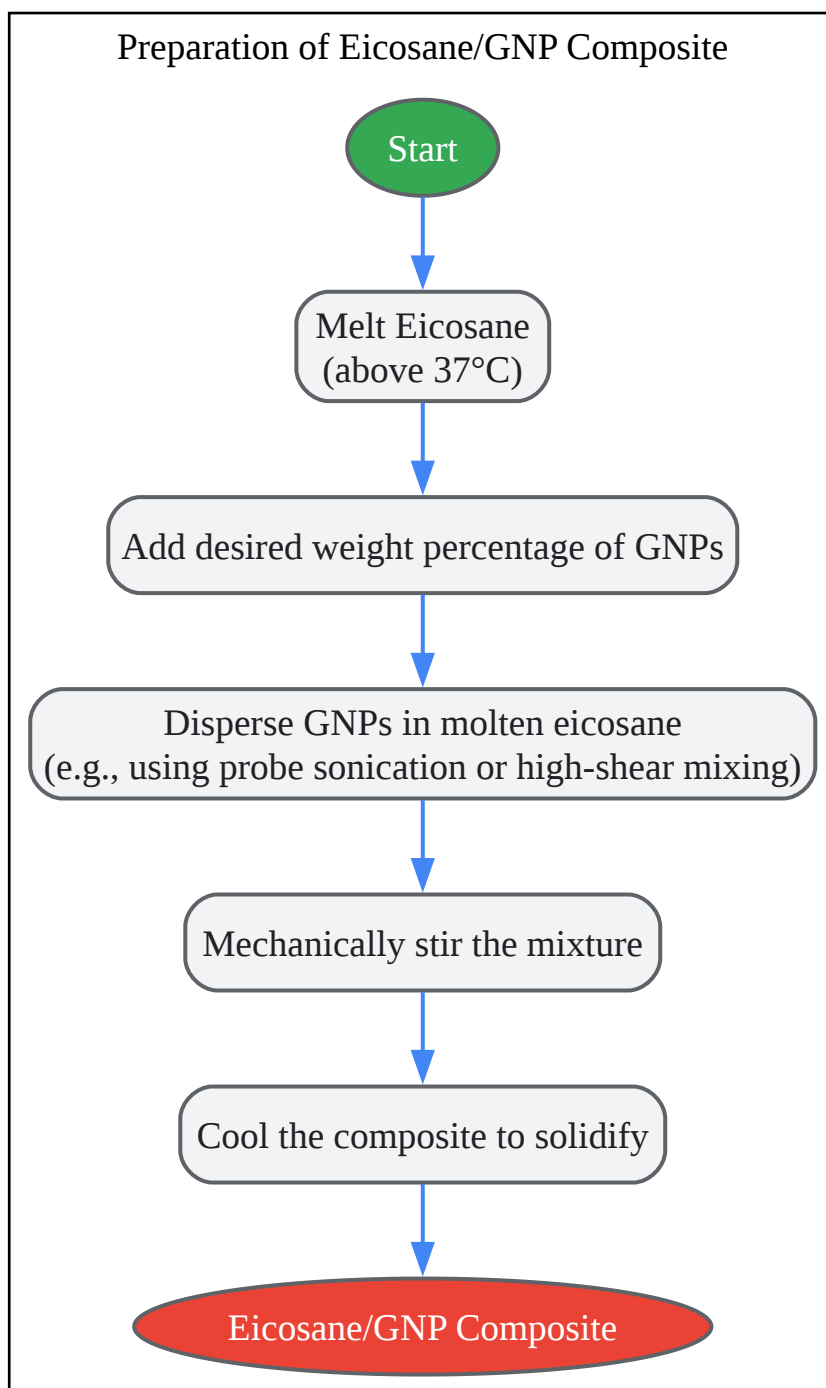 Preparation of Eicosane/GNP Composite
Start
Melt Eicosane
(above 37°C)
Add desired weight percentage of GNPs
Disperse GNPs in molten eicosane
(e.g., using probe sonication or high-shear mixing)
Mechanically stir the mixture
Cool the composite to solidify
Eicosane/GNP Composite